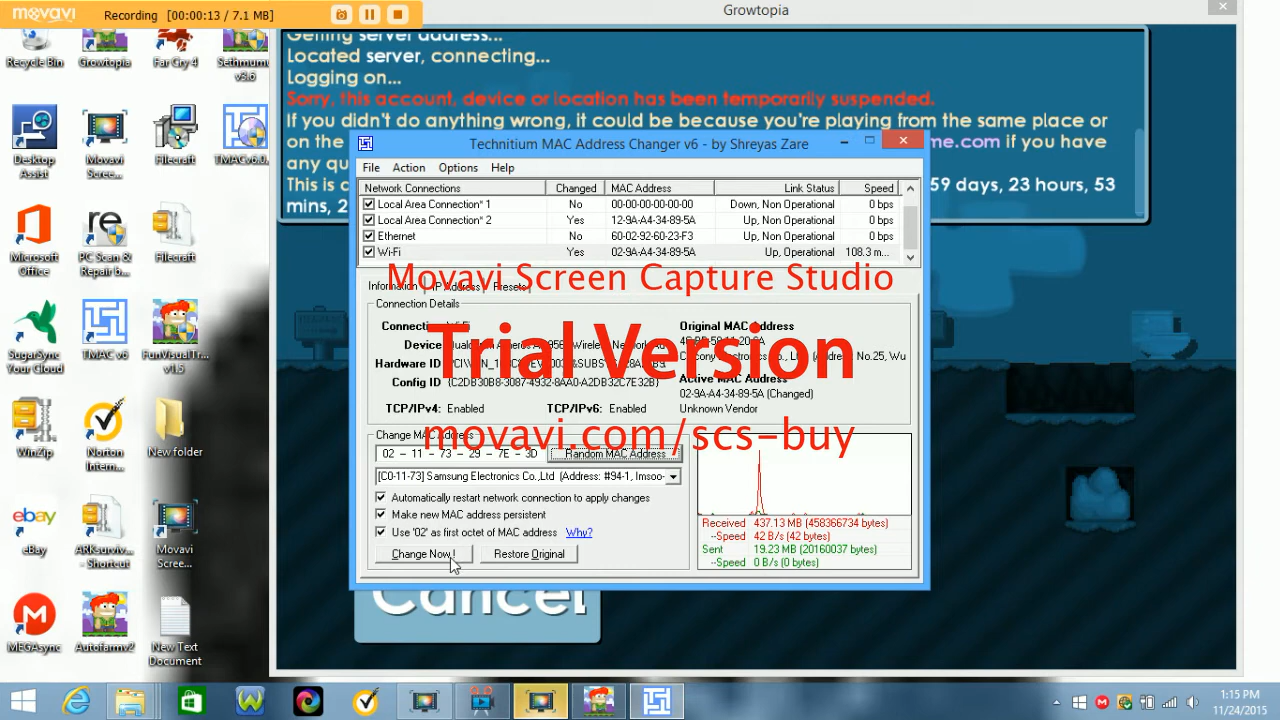 movavi
Recording [00:00:13 / 7.1 MB]
Growtopia
Recycle Bin
Growtopia
Far Cry 4
Sethmumu
v3.6
Getting server address...
Located server, connecting...
Logging on...
Sorry, this account, device or location has been temporarily suspended.
If you didn't do anything wrong, it could be because you're playing from the same place or
on the
me.com if you have
any qu
This is
59 days, 23 hours, 53
mins, 2
Cancel
Desktop
Assist
Movavi
Scree...
Filecraft
TMACv6.0...
Microsoft
Office
PC Scan &
Repair b...
Filecraft
SugarSync
Your Cloud
TMAC v6
FunVisualTr...
v1.5
WinZip
Norton
Intern...
New folder
eBay
ARKsurviv...
- Shortcut
Movavi
Scree...
MEGAsync
Autofarmv2
New Text
Document
Technitium MAC Address Changer v6 - by Shreyas Zare
File Action Options Help
Network Connections Changed MAC Address Link Status Speed
Local Area Connection* 1 No 00-00-00-00-00-00 Down, Non Operational 0 bps
Local Area Connection* 2 Yes 12-9A-A4-34-89-5A Up, Non Operational 0 bps
Ethernet No 60-02-92-60-23-F3 Up, Non Operational 0 bps
Wi-Fi Yes 02-9A-A4-34-89-5A Up, Operational 108.3 m...
Movavi Screen Capture Studio
Information IP Address Presets
Connection Details
Connection
Original MAC Address
Trial Version
Device
Hardware ID
Config ID {C2DB30B8-3087-4932-8AA0-A2DB32C7E32B}
Active MAC Address
02-9A-A4-34-89-5A (Changed)
TCP/IPv4: Enabled TCP/IPv6: Enabled
Unknown Vendor
Change MAC Address
movavi.com/scs-buy
02 - 11 - 73 - 29 - 7E - 3D Random MAC Address
[C0-11-73] Samsung Electronics Co.,Ltd (Address: #94-1, Imsoo-
Automatically restart network connection to apply changes
Make new MAC address persistent
Use '02' as first octet of MAC address Why?
Change Now ! Restore Original
Received 437.13 MB (458366734 bytes)
--Speed 42 B/s (42 bytes)
Sent 19.23 MB (20160037 bytes)
--Speed 0 B/s (0 bytes)
1:15 PM
11/24/2015